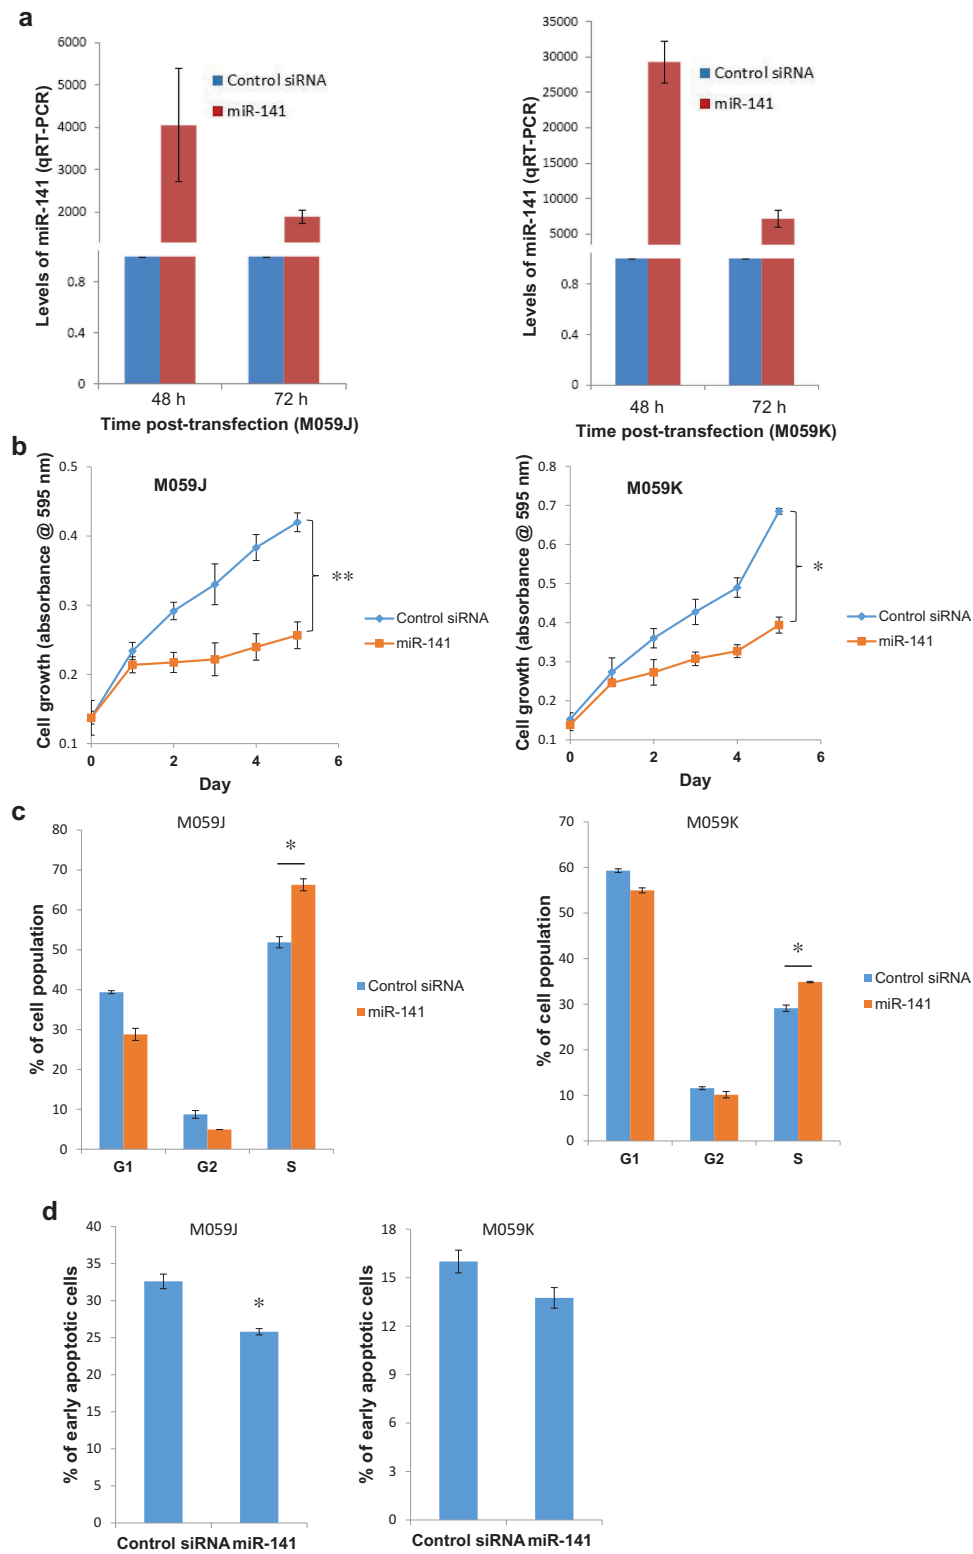 a
6000
5000
4000
3000
2000
0.8
0.4
0
Levels of miR-141 (qRT-PCR)
Control siRNA
miR-141
48 h
72 h
Time post-transfection (M059J)
35000
30000
25000
20000
15000
10000
5000
0.8
0.4
0
Levels of miR-141 (qRT-PCR)
Control siRNA
miR-141
48 h
72 h
Time post-transfection (M059K)
b
M059J
0.5
0.4
0.3
0.2
0.1
Cell growth (absorbance @ 595 nm)
**
Control siRNA
miR-141
0
2
4
6
Day
M059K
0.8
0.7
0.6
0.5
0.4
0.3
0.2
0.1
Cell growth (absorbance @ 595 nm)
*
Control siRNA
miR-141
0
2
4
6
Day
c
M059J
80
70
60
50
40
30
20
10
0
% of cell population
*
Control siRNA
miR-141
G1
G2
S
M059K
70
60
50
40
30
20
10
0
% of cell population
*
Control siRNA
miR-141
G1
G2
S
d
M059J
40
35
30
25
20
15
10
5
0
% of early apoptotic cells
*
Control siRNA miR-141
M059K
18
15
12
9
6
3
0
% of early apoptotic cells
Control siRNA miR-141